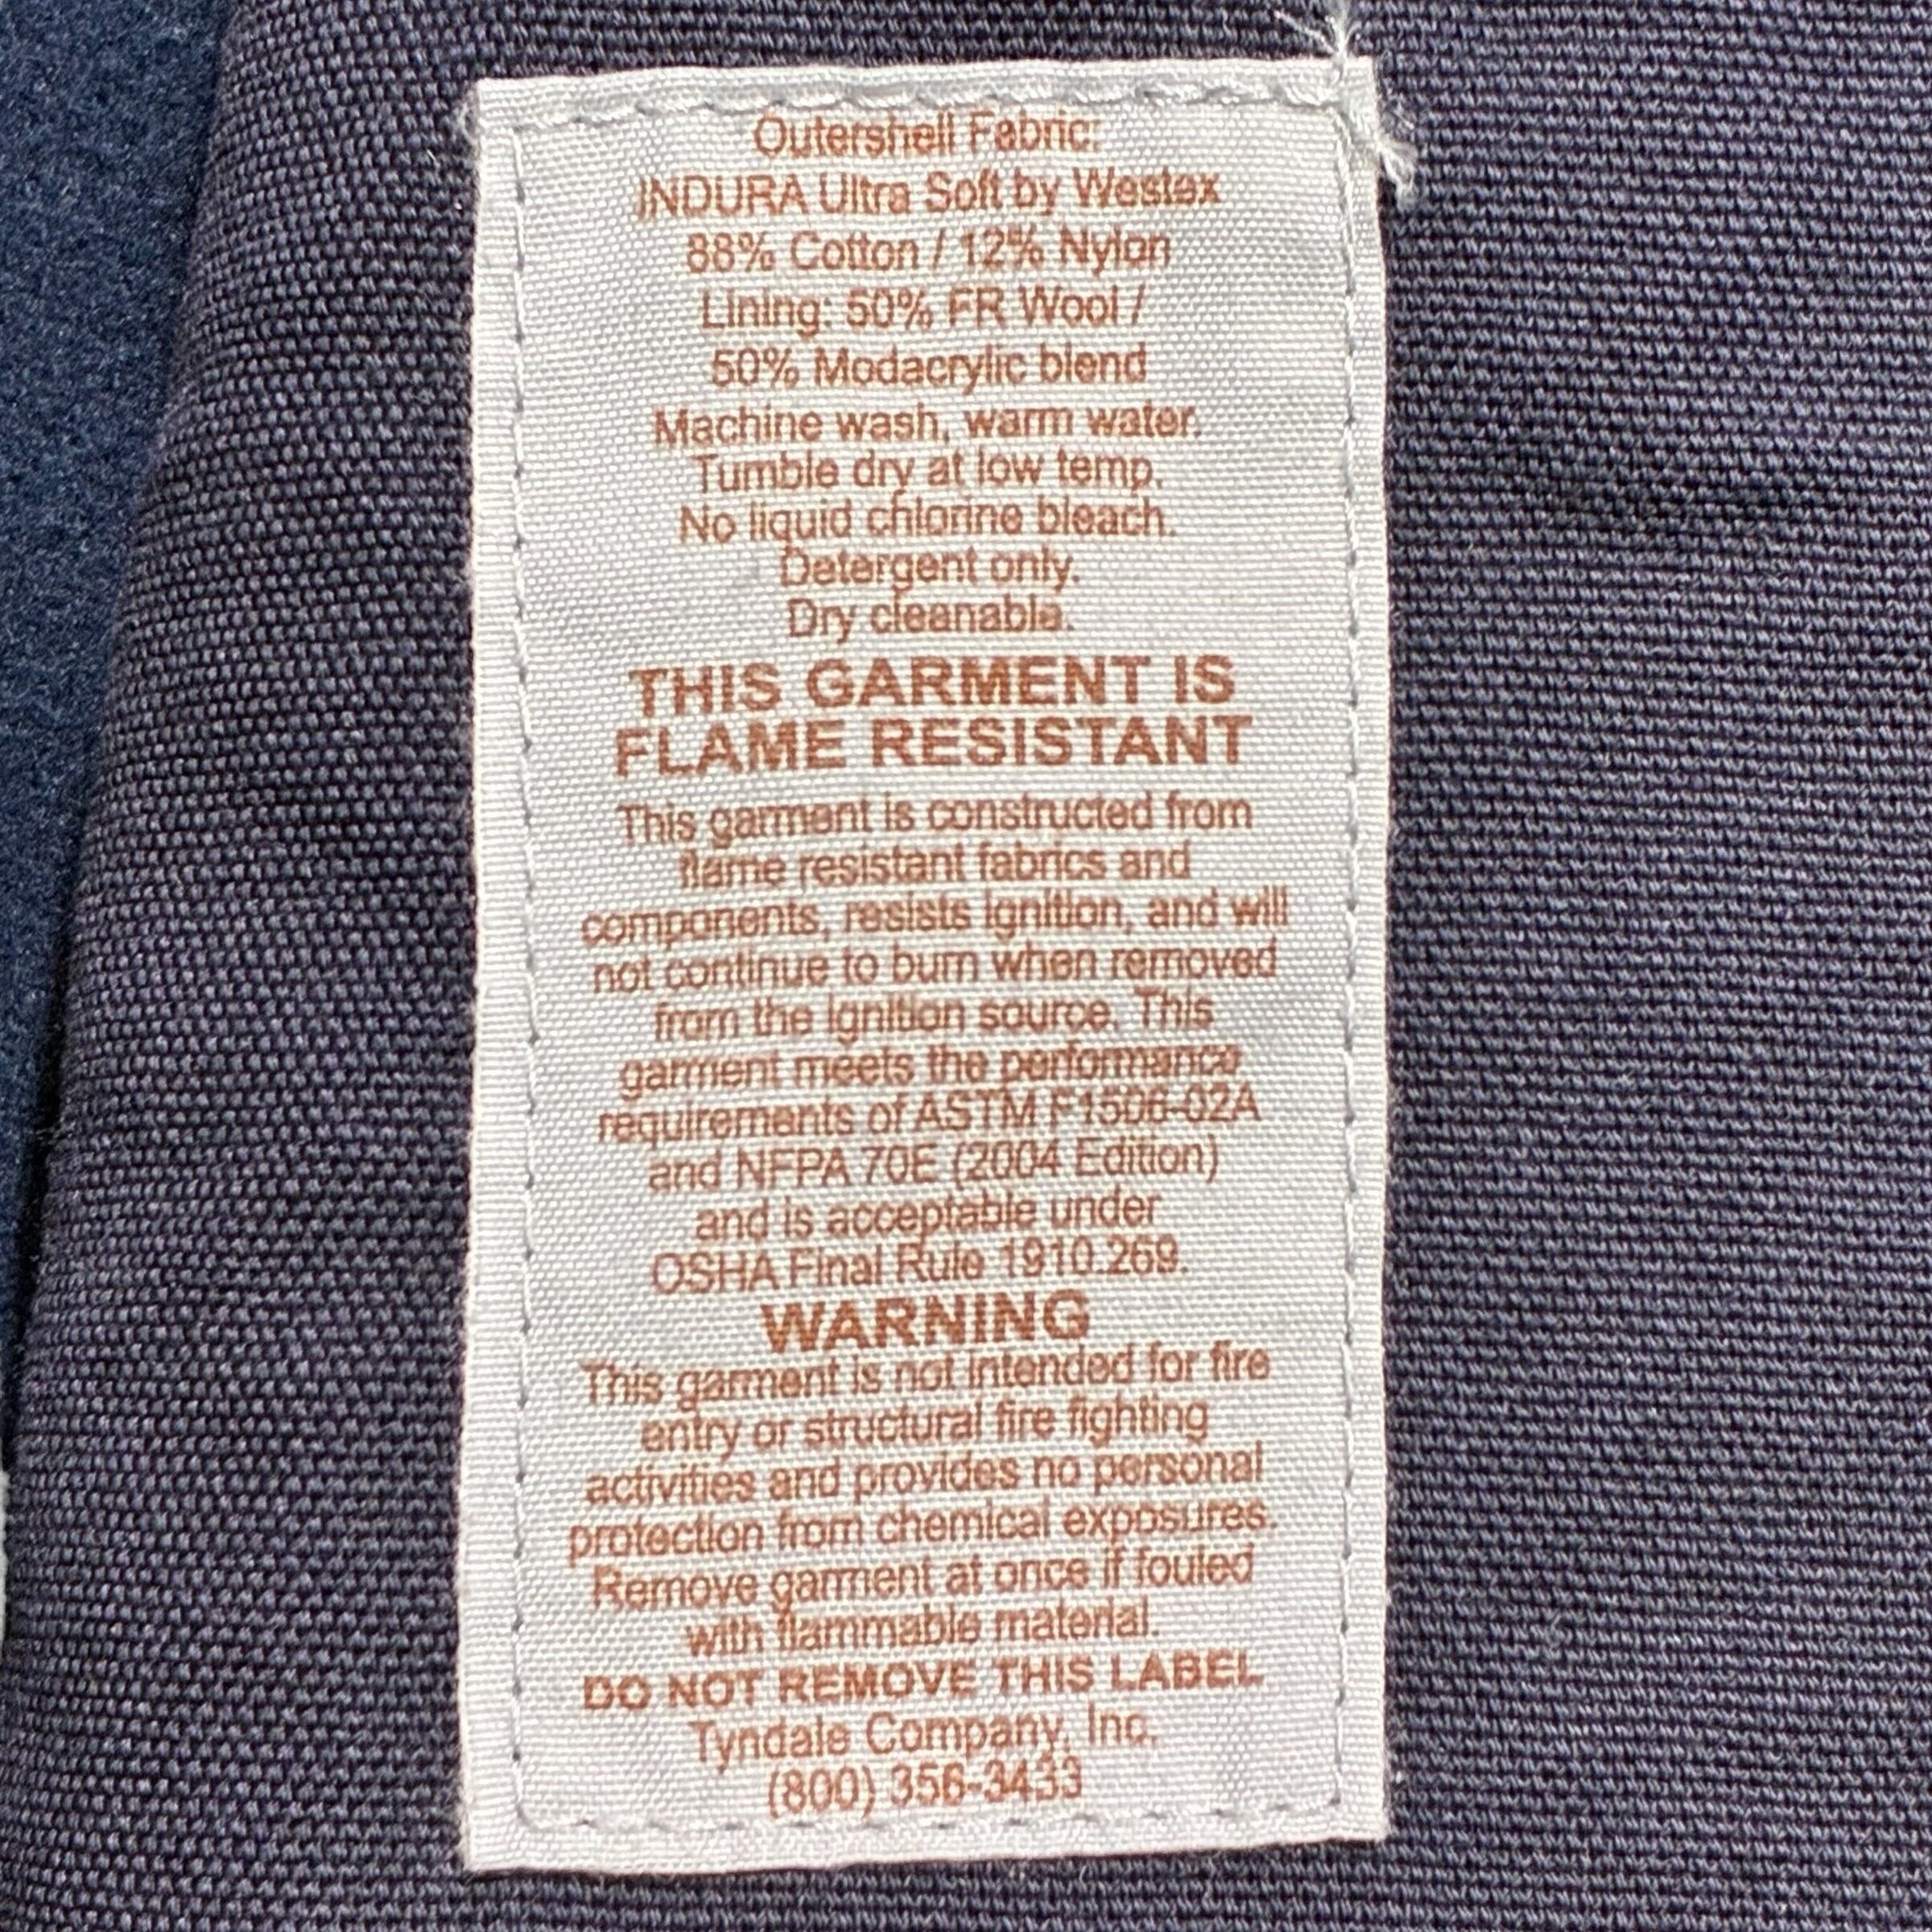 Outershell Fabric:
INDURA Ultra Soft by Westex
88% Cotton / 12% Nylon
Lining: 50% FR Wool /
50% Modacrylic blend
Machine wash, warm water.
Tumble dry at low temp.
No liquid chlorine bleach.
Detergent only.
Dry cleanable.
THIS GARMENT IS
FLAME RESISTANT
This garment is constructed from
flame resistant fabrics and
components, resists ignition, and will
not continue to burn when removed
from the ignition source. This
garment meets the performance
requirements of ASTM F1506-02A
and NFPA 70E (2004 Edition)
and is acceptable under
OSHA Final Rule 1910.269.
WARNING
This garment is not intended for fire
entry or structural fire fighting
activities and provides no personal
protection from chemical exposures.
Remove garment at once if fouled
with flammable material.
DO NOT REMOVE THIS LABEL
Tyndale Company, Inc.
(800) 356-3433